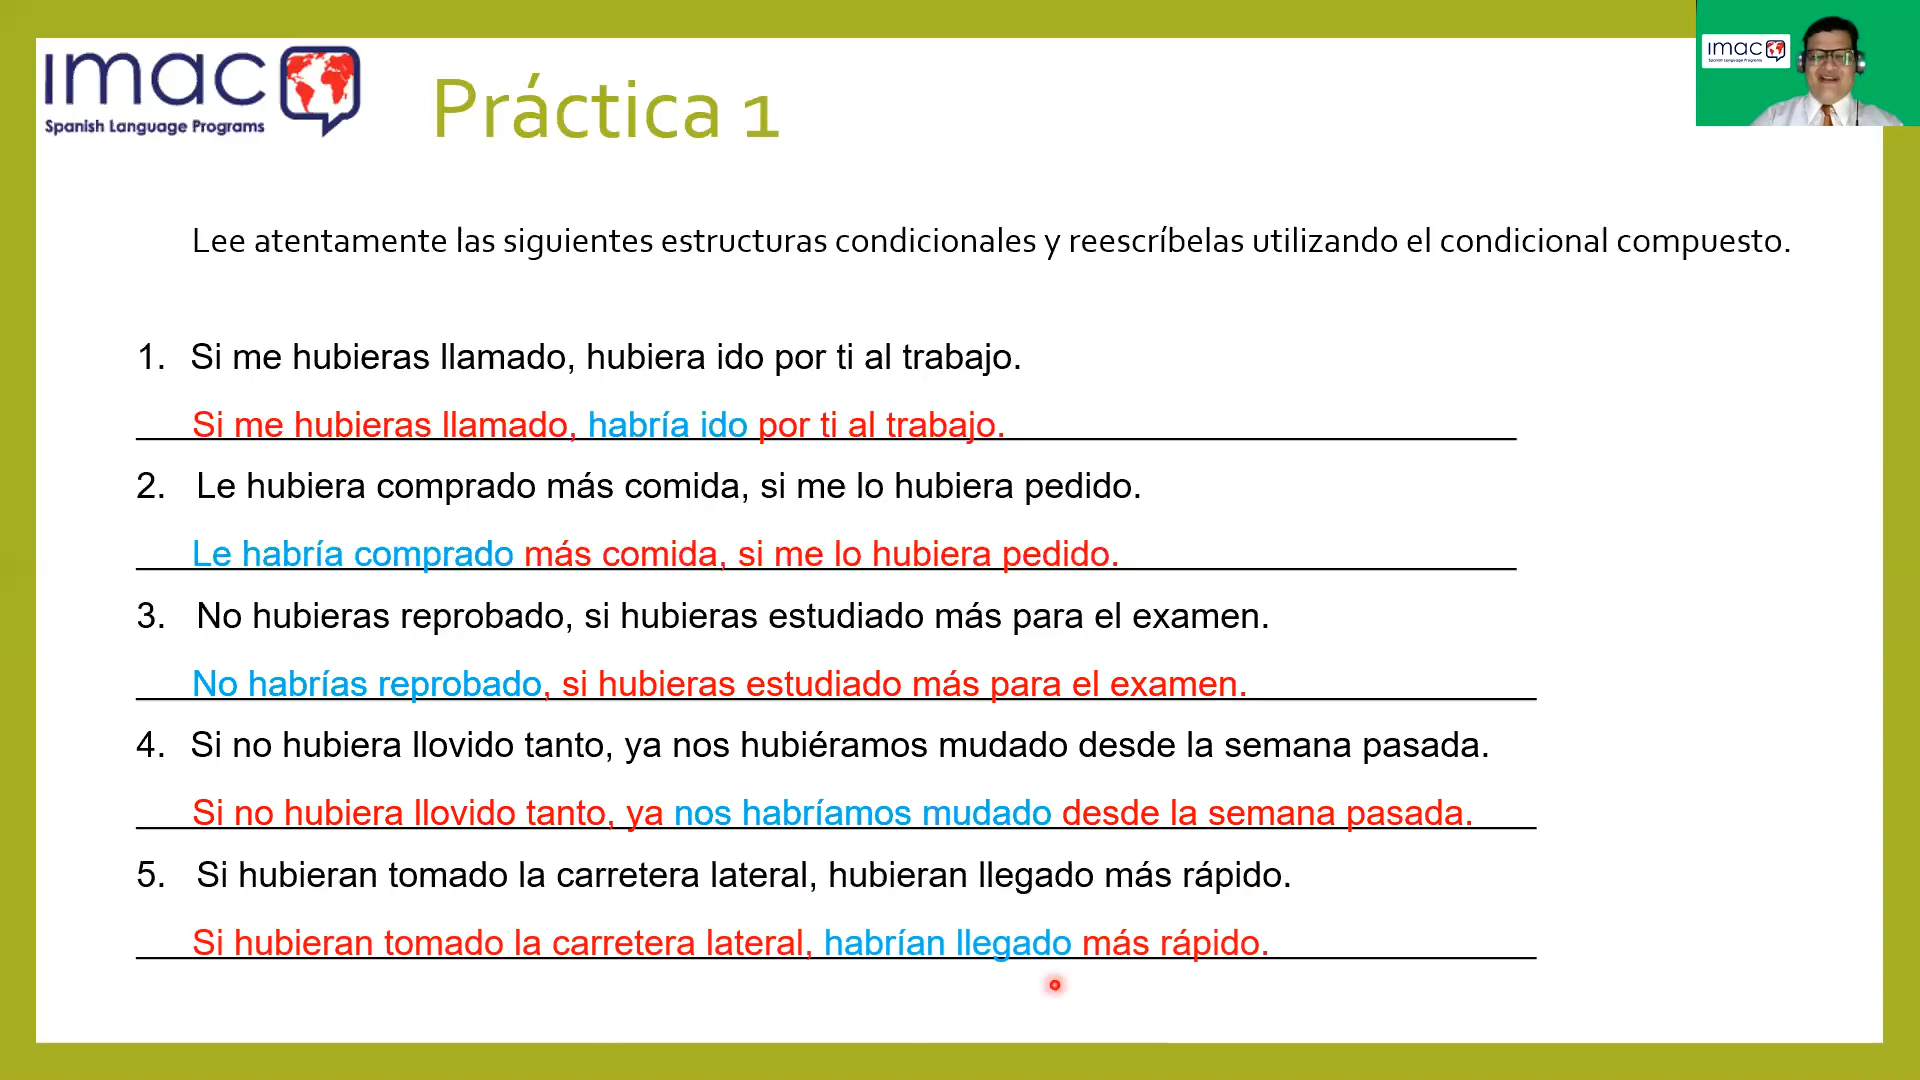 imac
Spanish Language Programs
Práctica 1
imac
Spanish Language Programs
Lee atentamente las siguientes estructuras condicionales y reescríbelas utilizando el condicional compuesto.
1. Si me hubieras llamado, hubiera ido por ti al trabajo.
Si me hubieras llamado, habría ido por ti al trabajo.
2. Le hubiera comprado más comida, si me lo hubiera pedido.
Le habría comprado más comida, si me lo hubiera pedido.
3. No hubieras reprobado, si hubieras estudiado más para el examen.
No habrías reprobado, si hubieras estudiado más para el examen.
4. Si no hubiera llovido tanto, ya nos hubiéramos mudado desde la semana pasada.
Si no hubiera llovido tanto, ya nos habríamos mudado desde la semana pasada.
5. Si hubieran tomado la carretera lateral, hubieran llegado más rápido.
Si hubieran tomado la carretera lateral, habrían llegado más rápido.